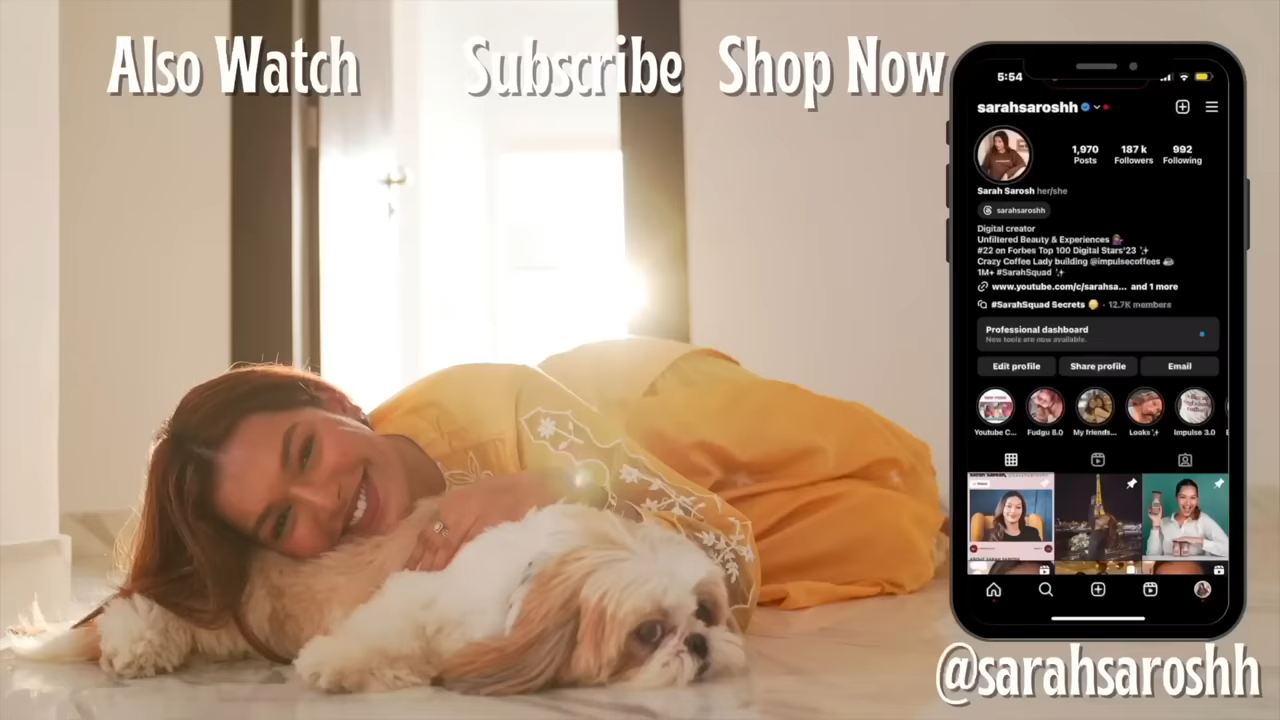 Also Watch
Subscribe
Shop Now
5:54
sarahsaroshh
1,970
187 k
992
Posts
Followers
Following
Sarah Sarosh her/she
sarahsaroshh
Digital creator
Unfiltered Beauty & Experiences 💁🏽‍♀️
#22 on Forbes Top 100 Digital Stars'23 ✨
Crazy Coffee Lady building @impulsecoffees ☕
1M+ #SarahSquad ✨
www.youtube.com/c/sarahsa... and 1 more
#SarahSquad Secrets 🤫 · 12.7K members
Professional dashboard
New tools are now available.
Edit profile
Share profile
Email
Youtube C...
Fudgu 8.0
My friends...
Looks ✨
Impulse 3.0
@sarahsaroshh